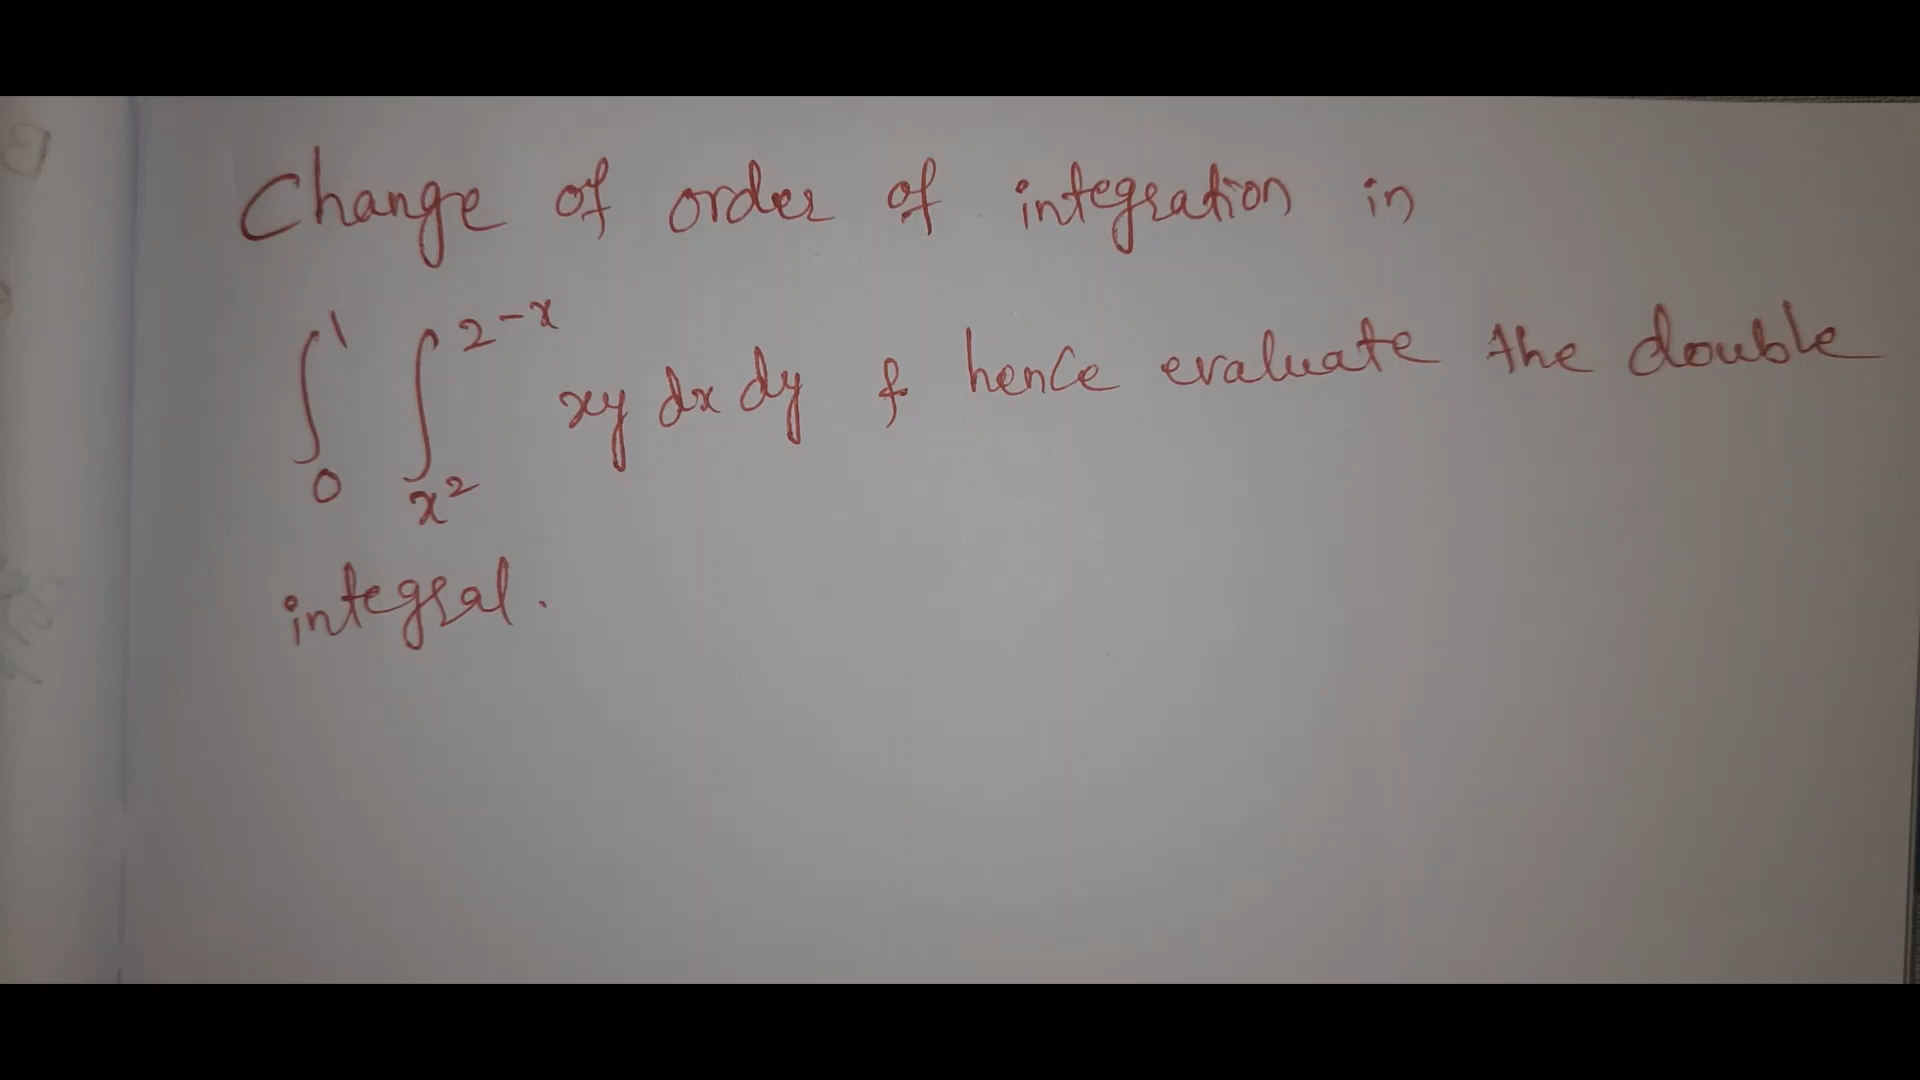 Change of order of integration in
∫₀¹ ∫ₓ²^2-x xy dx dy & hence evaluate the double
integral.